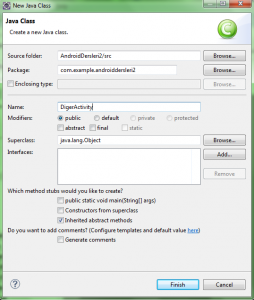 New Java Class
Java Class
Create a new Java class.
Source folder: AndroidDersleri2/src Browse...
Package: com.example.androiddersleri2 Browse...
Enclosing type: Browse...
Name: DigerActivity
Modifiers: public default private protected
abstract final static
Superclass: java.lang.Object Browse...
Interfaces: Add...
Remove
Which method stubs would you like to create?
public static void main(String[] args)
Constructors from superclass
Inherited abstract methods
Do you want to add comments? (Configure templates and default value here)
Generate comments
Finish Cancel